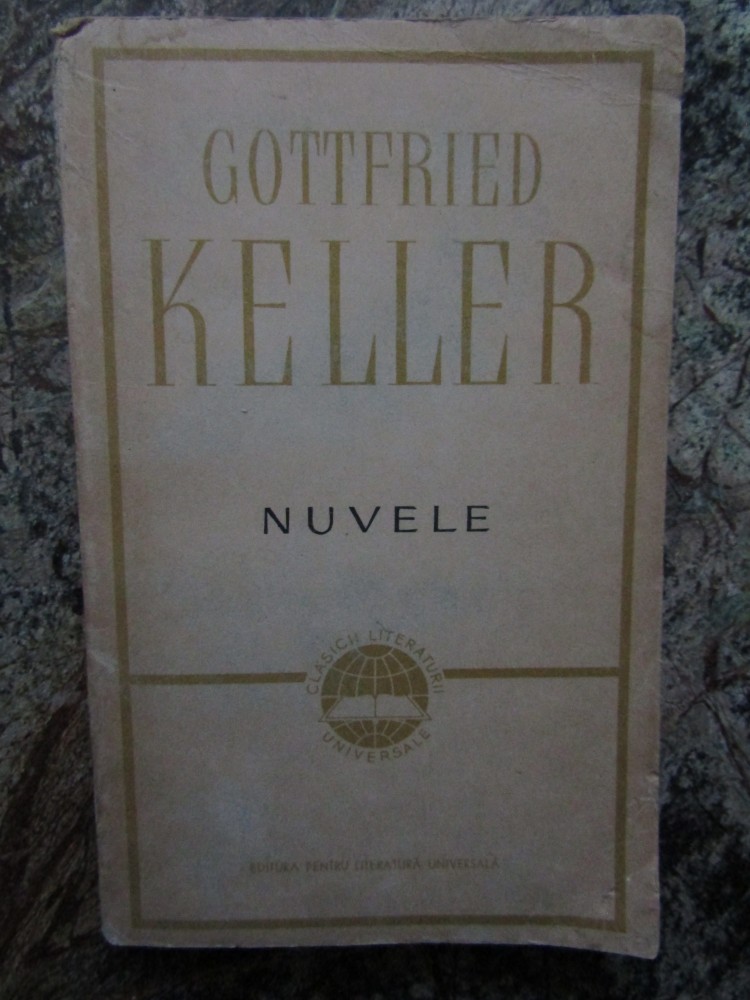 GOTTFRIED
KELLER
NUVELE
CLASICII LITERATURII
UNIVERSALE
EDITURA PENTRU LITERATURĂ UNIVERSALĂ